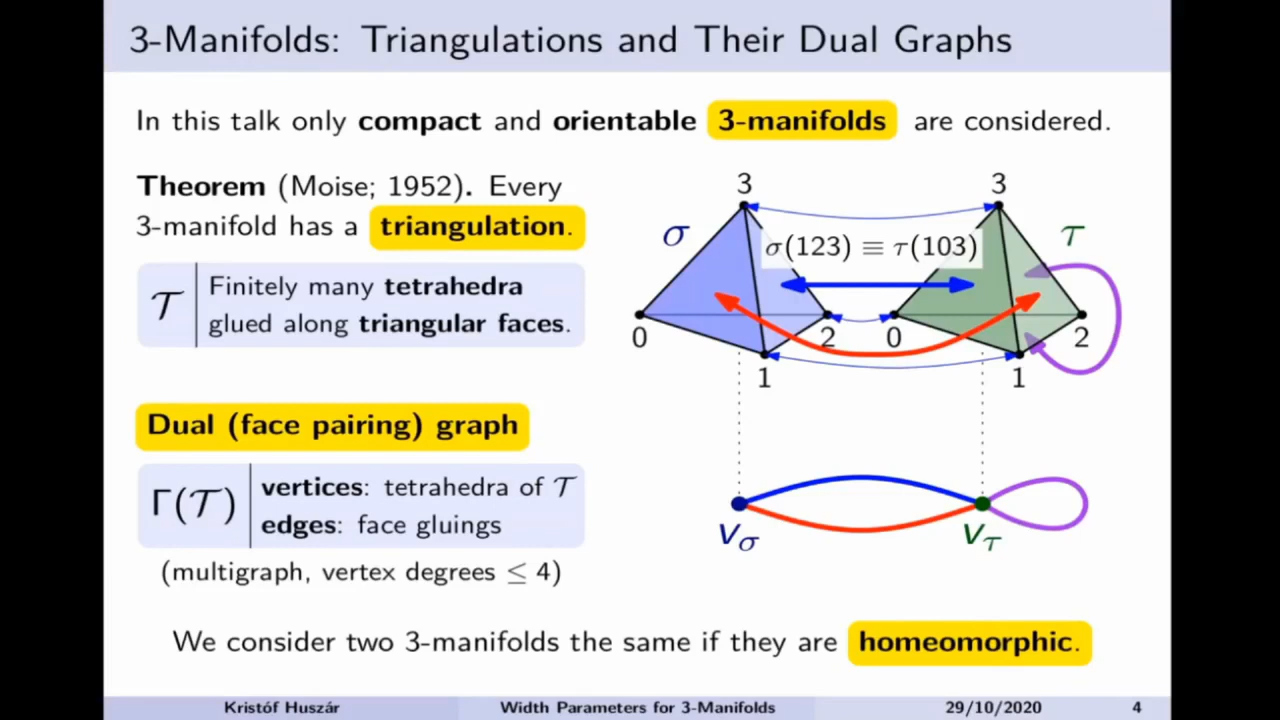 3-Manifolds: Triangulations and Their Dual Graphs
In this talk only compact and orientable 3-manifolds are considered.
Theorem (Moise; 1952). Every
3-manifold has a triangulation.
𝒯 Finitely many tetrahedra
glued along triangular faces.
3 3
σ σ(123) ≡ τ(103) τ
0 2 0 2
1 1
Dual (face pairing) graph
Γ(𝒯) vertices: tetrahedra of 𝒯
edges: face gluings
(multigraph, vertex degrees ≤ 4)
v_σ v_τ
We consider two 3-manifolds the same if they are homeomorphic.
Kristóf Huszár Width Parameters for 3-Manifolds 29/10/2020 4